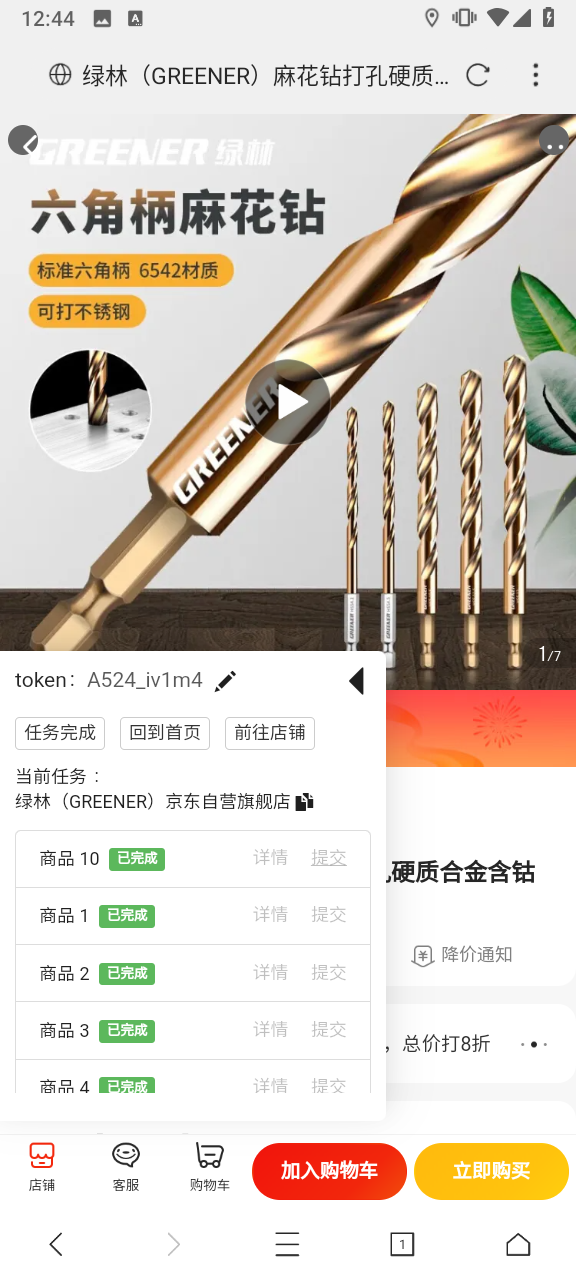 12:44
绿林（GREENER）麻花钻打孔硬质...
GREENER 绿林
六角柄麻花钻
标准六角柄 6542材质
可打不锈钢
GREENER
1/7
token： A524_iv1m4
任务完成 回到首页 前往店铺
当前任务：
绿林（GREENER）京东自营旗舰店
商品 10 已完成 详情 提交
孔硬质合金含钻
商品 1 已完成 详情 提交
降价通知
商品 2 已完成 详情 提交
商品 3 已完成 详情 提交
，总价打8折
商品 4 已完成 详情 提交
店铺 客服 购物车 加入购物车 立即购买
1